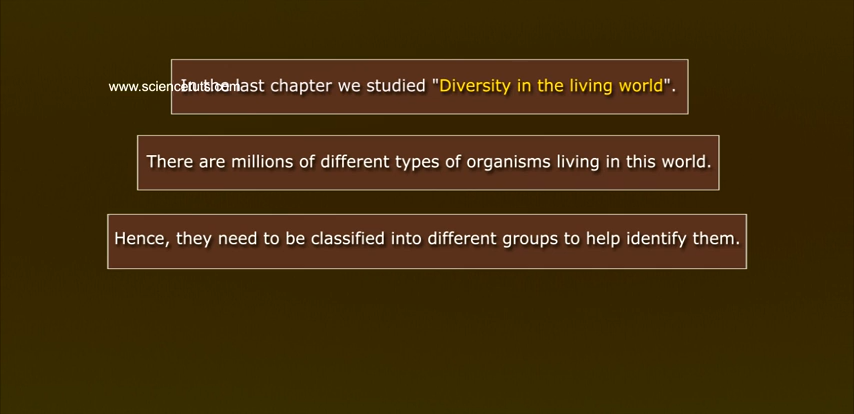 www.sciencetuts.com
In the last chapter we studied "Diversity in the living world".
There are millions of different types of organisms living in this world.
Hence, they need to be classified into different groups to help identify them.